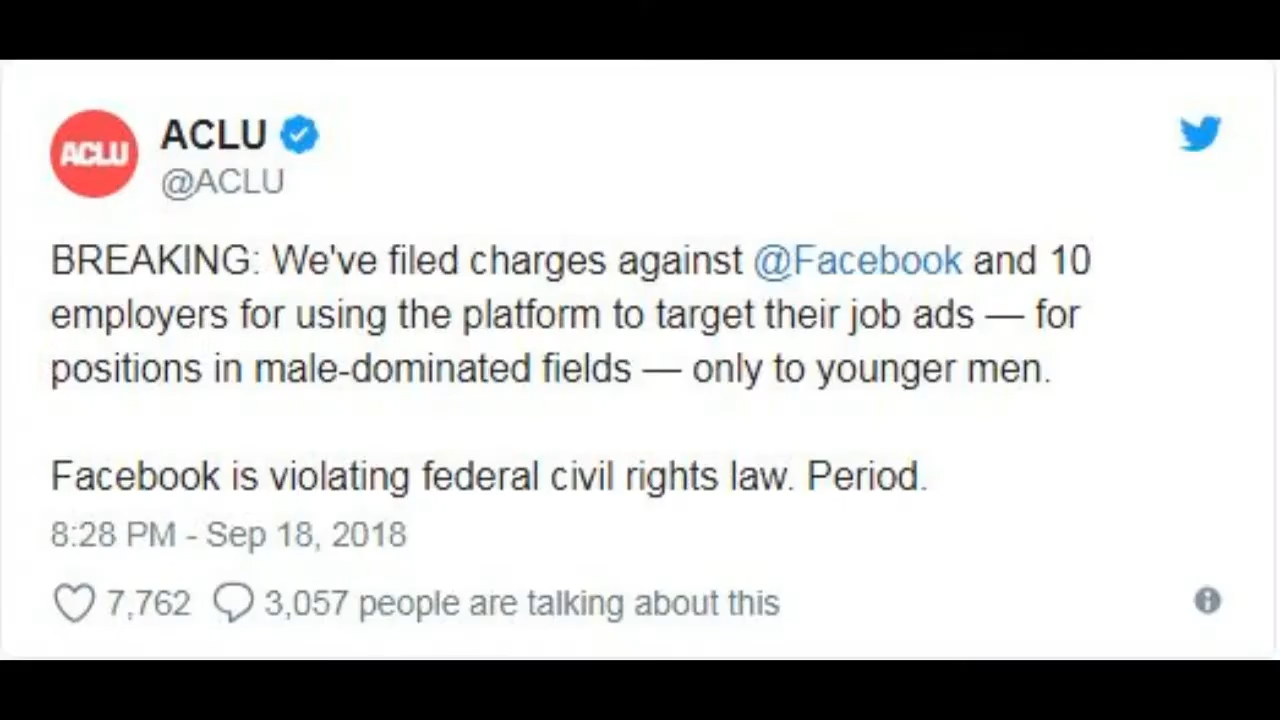 ACLU
ACLU
@ACLU
BREAKING: We've filed charges against @Facebook and 10
employers for using the platform to target their job ads — for
positions in male-dominated fields — only to younger men.
Facebook is violating federal civil rights law. Period.
8:28 PM - Sep 18, 2018
7,762 3,057 people are talking about this